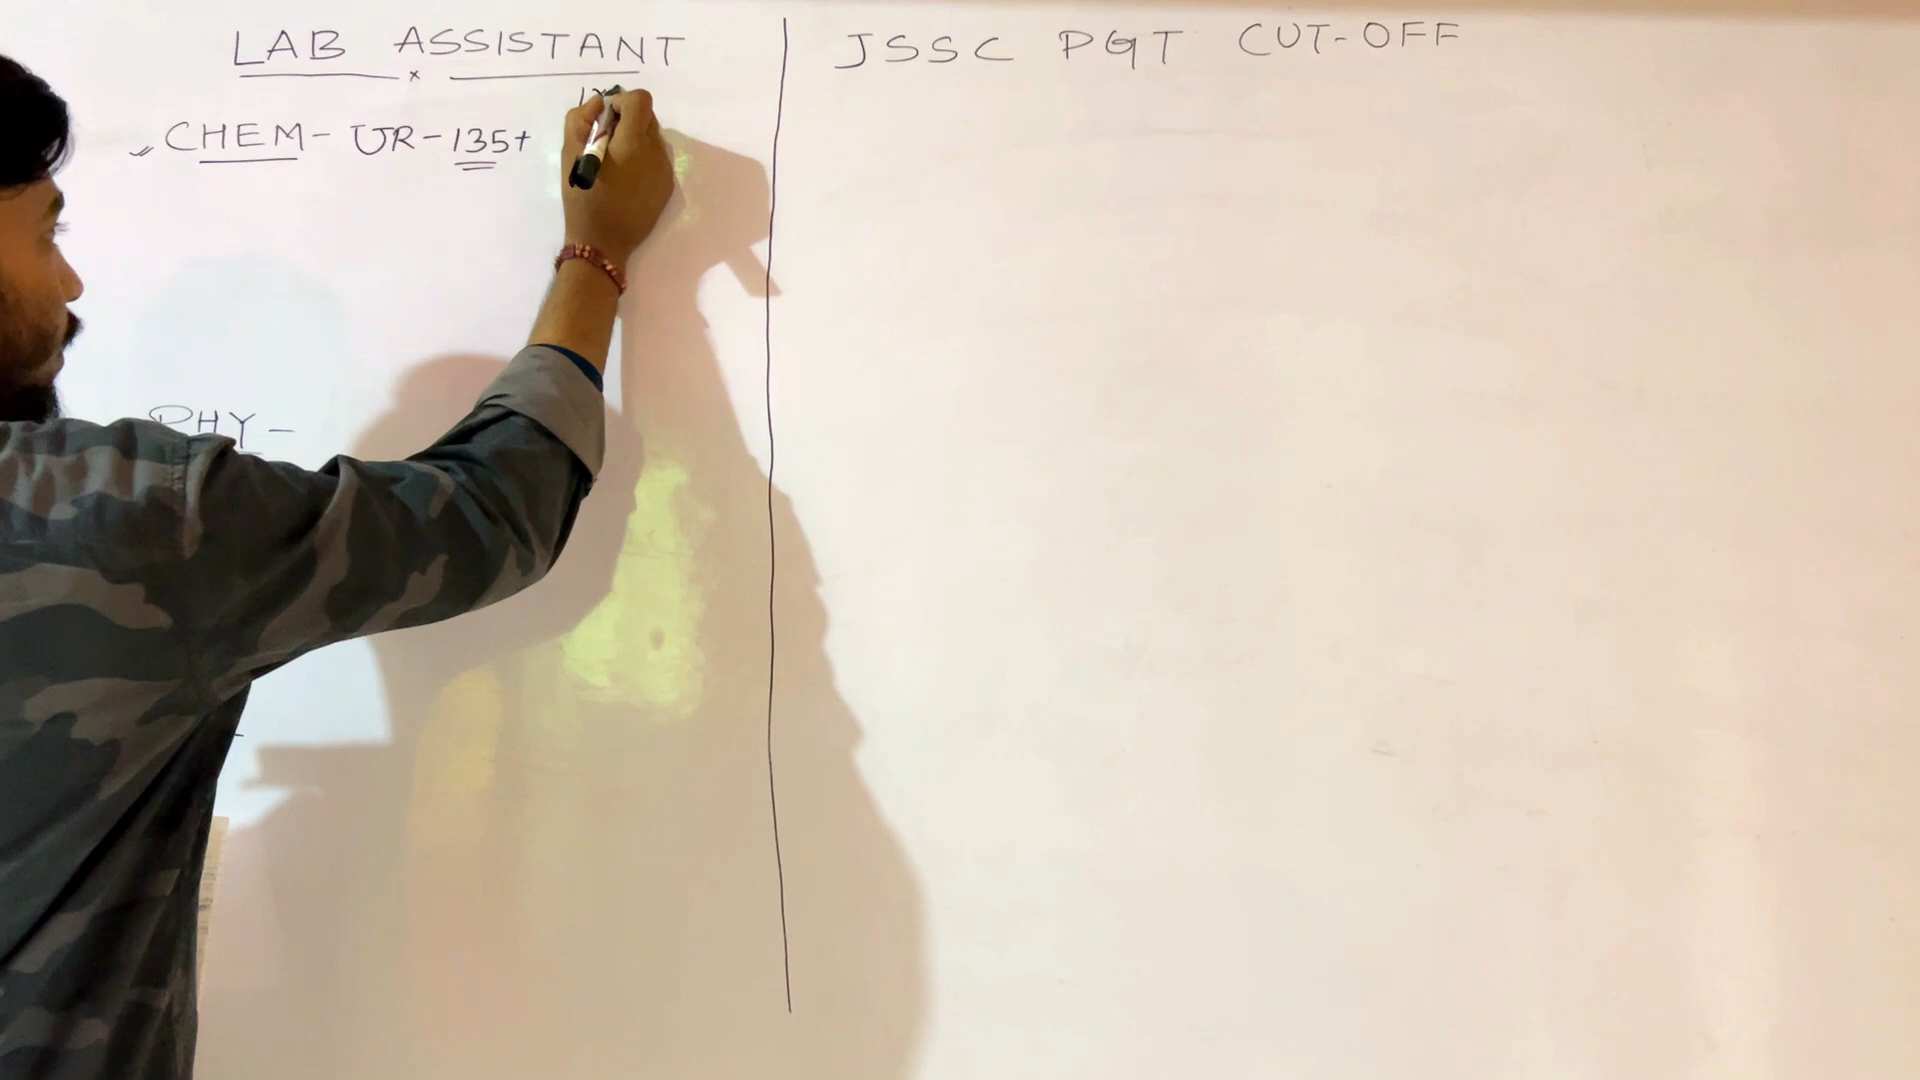 LAB ASSISTANT
CHEM - UR - 135+
PHY -
JSSC PGT CUT-OFF